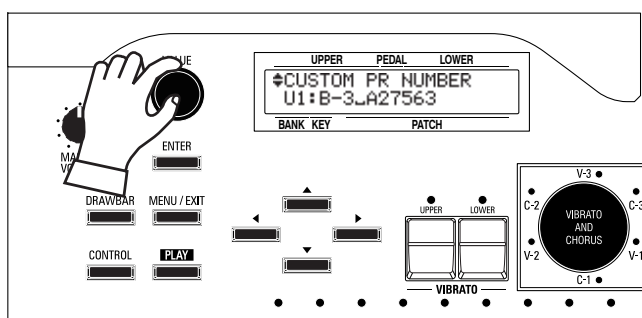 UPPER PEDAL LOWER
♦CUSTOM PR NUMBER
U1:B-3_A27563
BANK KEY PATCH
ENTER
DRAWBAR MENU / EXIT
CONTROL PLAY
UPPER LOWER
VIBRATO
V-3
C-2 C-3
VIBRATO
AND
CHORUS
V-2 V-1
C-1